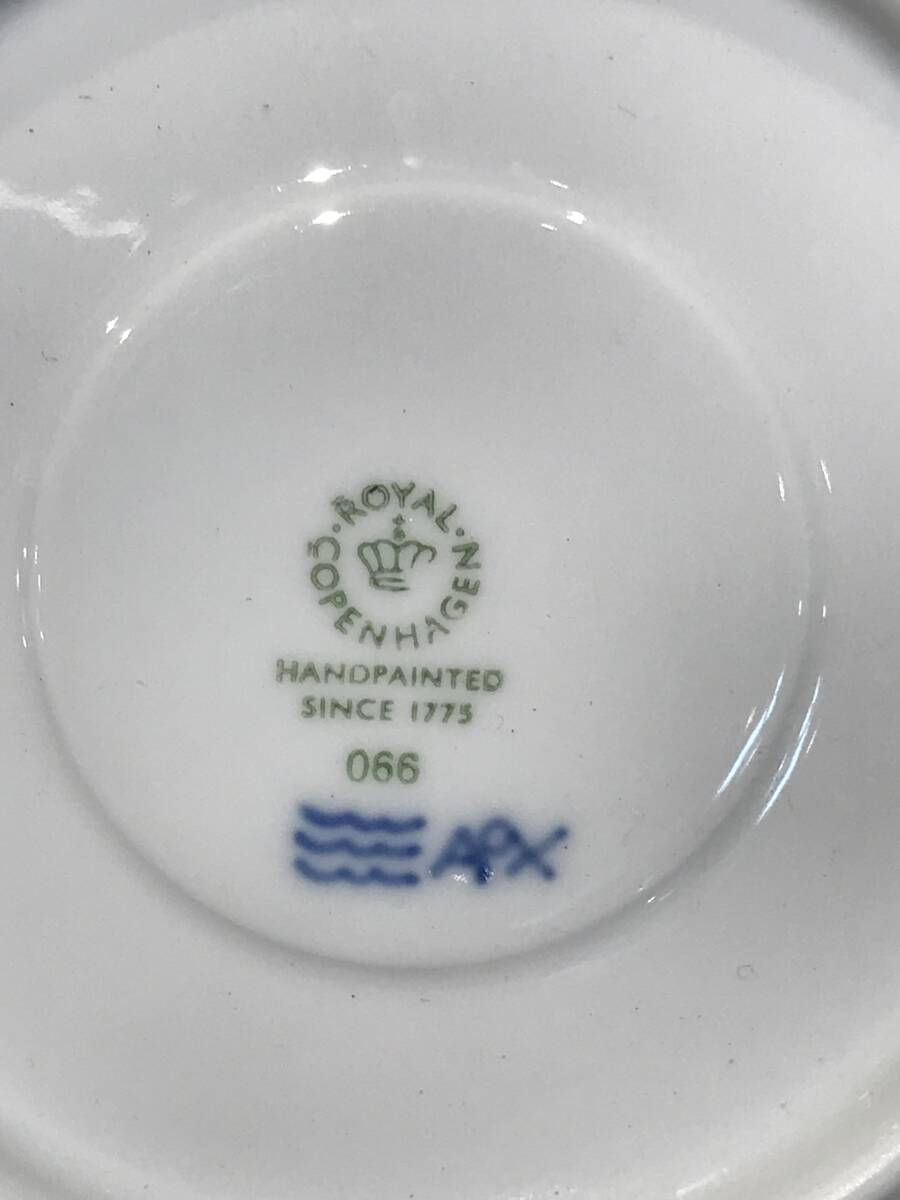 ROYAL · COPENHAGEN ·
HANDPAINTED
SINCE 1775
066
APX